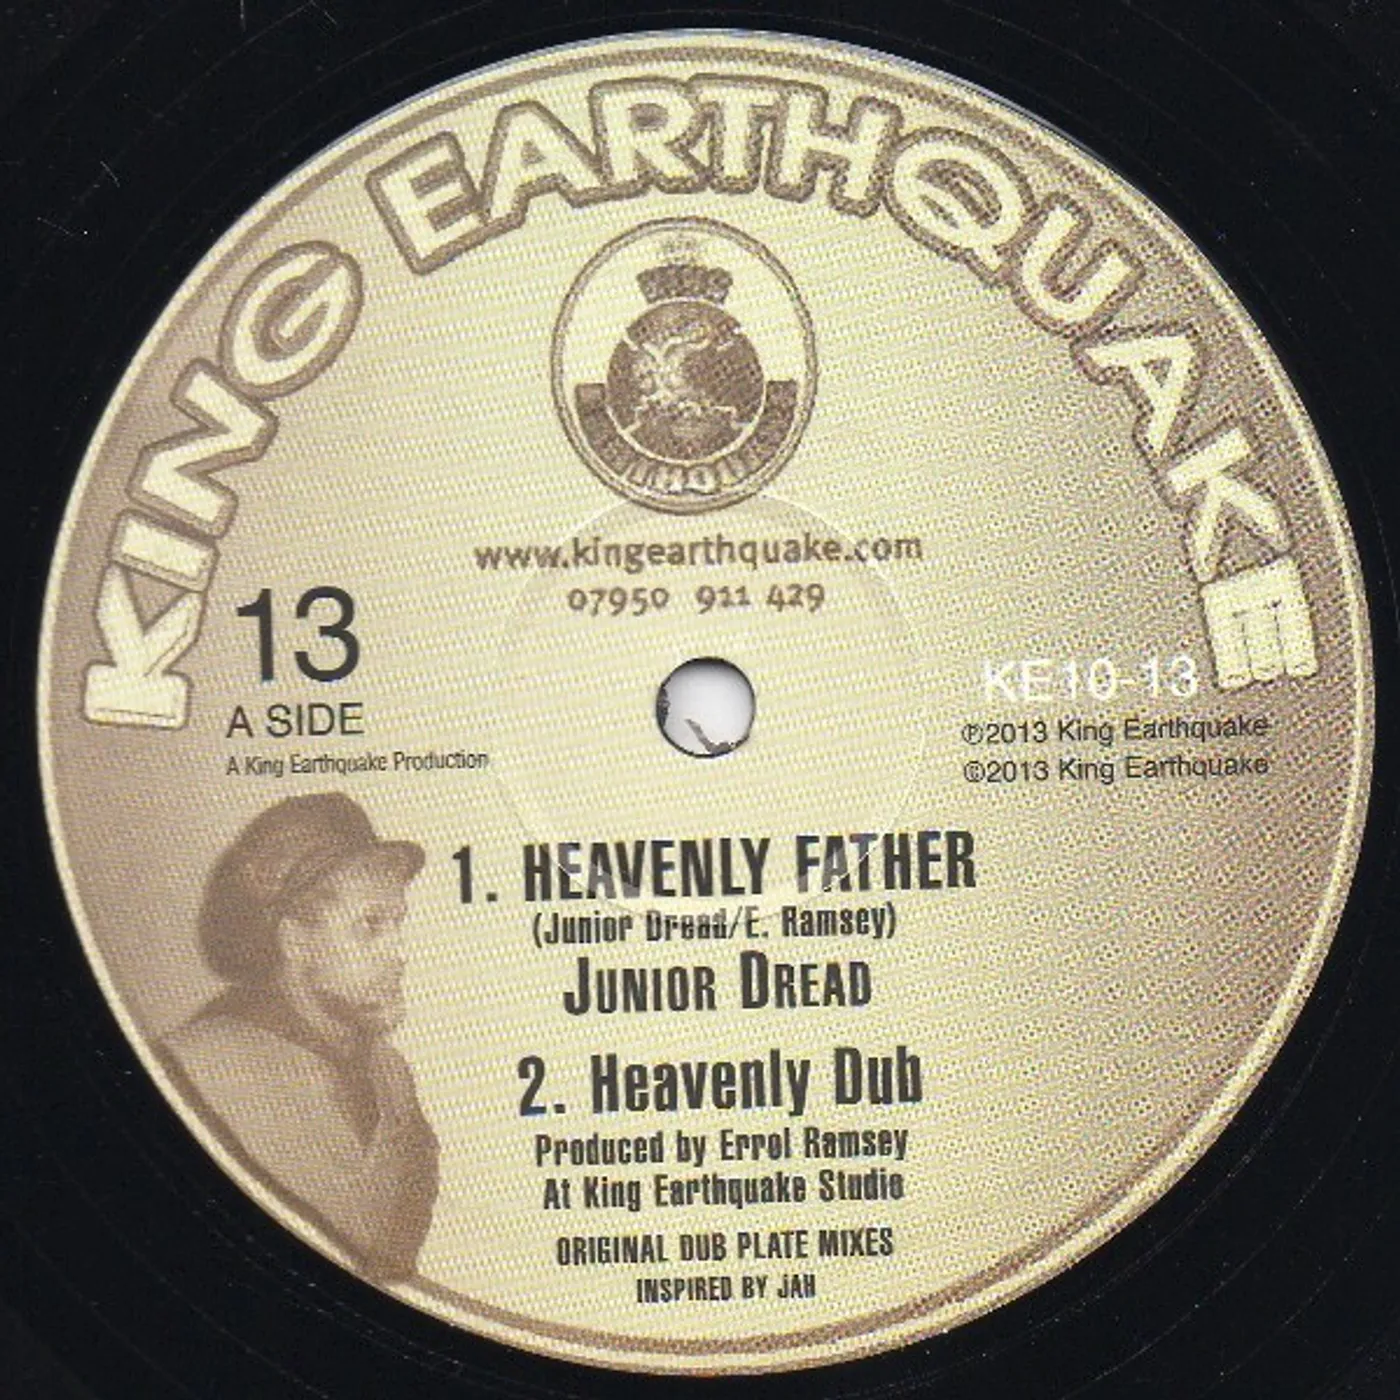 KING EARTHQUAKE
www.kingearthquake.com
07950 911 429
13
A SIDE
A King Earthquake Production
KE10-13
℗2013 King Earthquake
©2013 King Earthquake
1. HEAVENLY FATHER
(Junior Dread/E. Ramsey)
JUNIOR DREAD
2. Heavenly Dub
Produced by Errol Ramsey
At King Earthquake Studio
ORIGINAL DUB PLATE MIXES
INSPIRED BY JAH